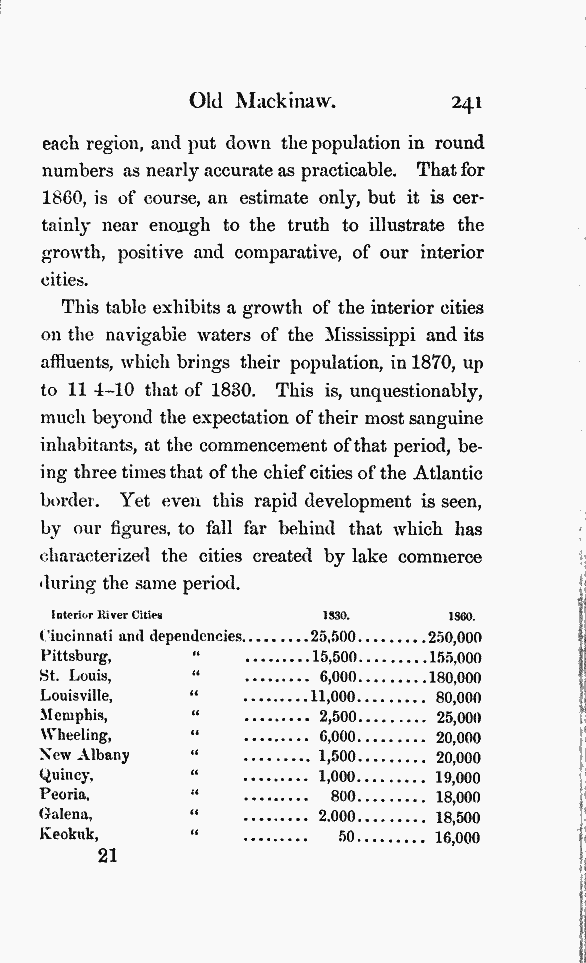 Old Mackinaw. 241
each region, and put down the population in round
numbers as nearly accurate as practicable. That for
1860, is of course, an estimate only, but it is cer-
tainly near enough to the truth to illustrate the
growth, positive and comparative, of our interior
cities.
This table exhibits a growth of the interior cities
on the navigable waters of the Mississippi and its
affluents, which brings their population, in 1870, up
to 11 4-10 that of 1830. This is, unquestionably,
much beyond the expectation of their most sanguine
inhabitants, at the commencement of that period, be-
ing three times that of the chief cities of the Atlantic
border. Yet even this rapid development is seen,
by our figures, to fall far behind that which has
characterized the cities created by lake commerce
during the same period.
Interior River Cities 1830. 1860.
Cincinnati and dependencies.........25,500.........250,000
Pittsburg, " .........15,500.........155,000
St. Louis, " ......... 6,000.........180,000
Louisville, " .........11,000......... 80,000
Memphis, " ......... 2,500......... 25,000
Wheeling, " ......... 6,000......... 20,000
New Albany " ......... 1,500......... 20,000
Quincy, " ......... 1,000......... 19,000
Peoria, " ......... 800......... 18,000
Galena, " ......... 2.000......... 18,500
Keokuk, " ......... 50......... 16,000
21